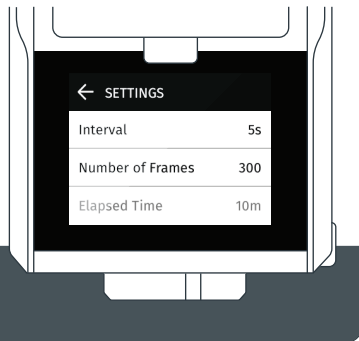 ← SETTINGS
Interval 5s
Number of Frames 300
Elapsed Time 10m